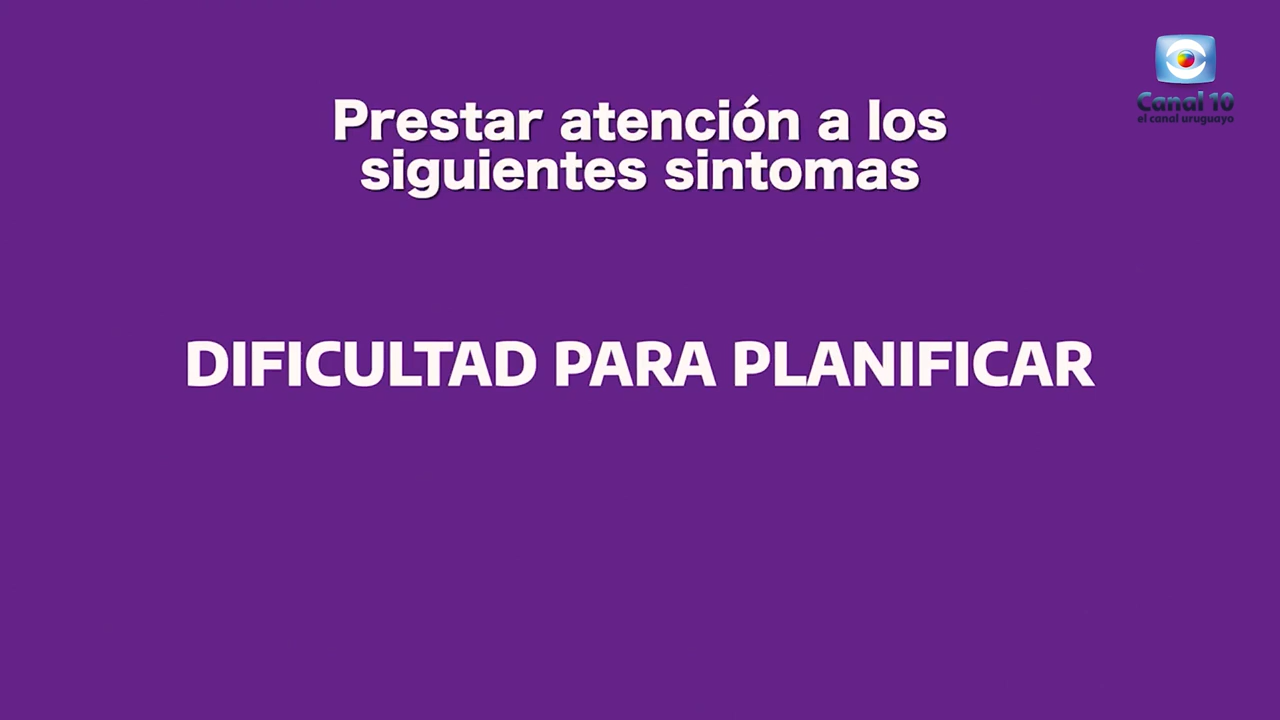 Canal 10
el canal uruguayo
Prestar atención a los
siguientes sintomas
DIFICULTAD PARA PLANIFICAR